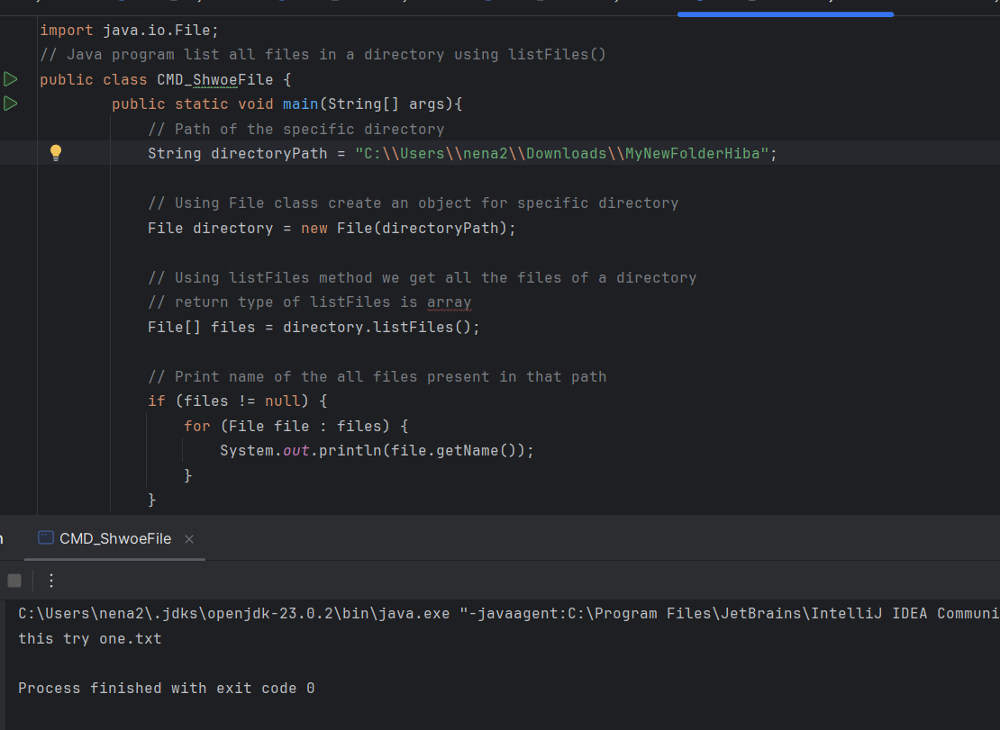 import java.io.File;
// Java program list all files in a directory using listFiles()
public class CMD_ShwoeFile {
public static void main(String[] args){
// Path of the specific directory
String directoryPath = "C:\\Users\\nena2\\Downloads\\MyNewFolderHiba";
// Using File class create an object for specific directory
File directory = new File(directoryPath);
// Using listFiles method we get all the files of a directory
// return type of listFiles is array
File[] files = directory.listFiles();
// Print name of the all files present in that path
if (files != null) {
for (File file : files) {
System.out.println(file.getName());
}
}
CMD_ShwoeFile
C:\Users\nena2\.jdks\openjdk-23.0.2\bin\java.exe "-javaagent:C:\Program Files\JetBrains\IntelliJ IDEA Communi
this try one.txt
Process finished with exit code 0